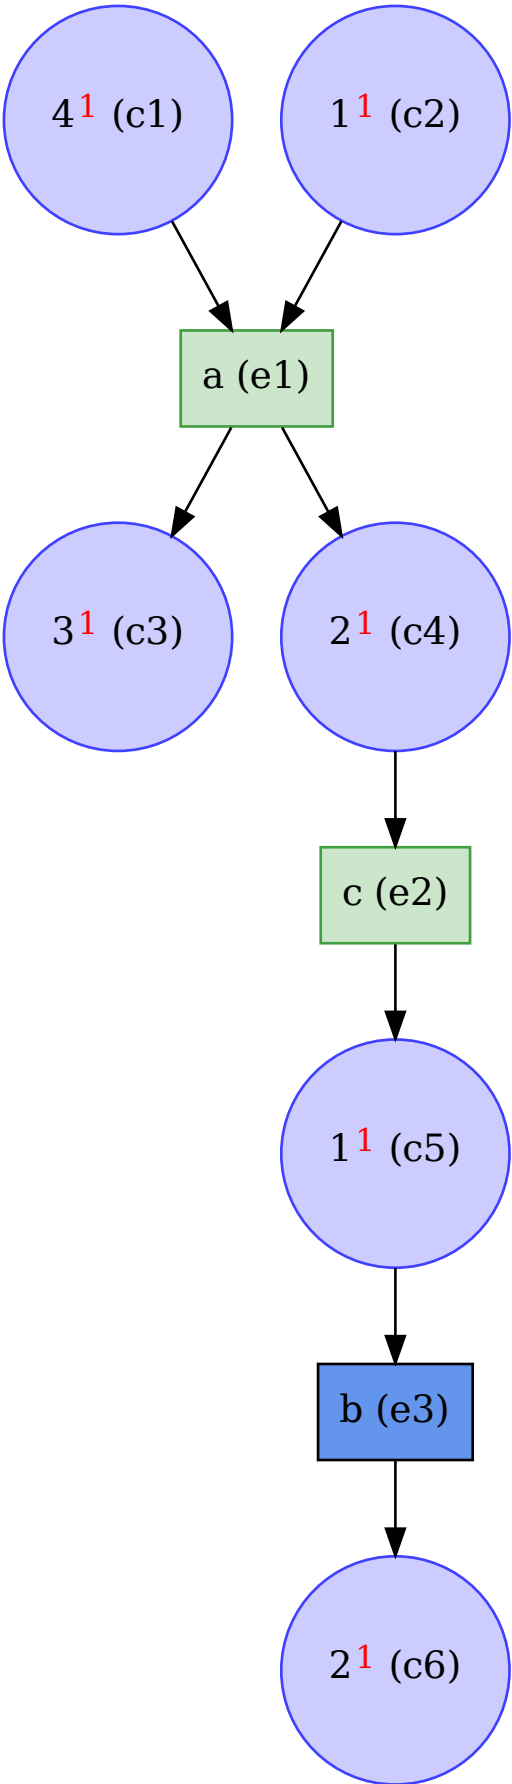 4¹ (c1)
1¹ (c2)
a (e1)
3¹ (c3)
2¹ (c4)
c (e2)
1¹ (c5)
b (e3)
2¹ (c6)